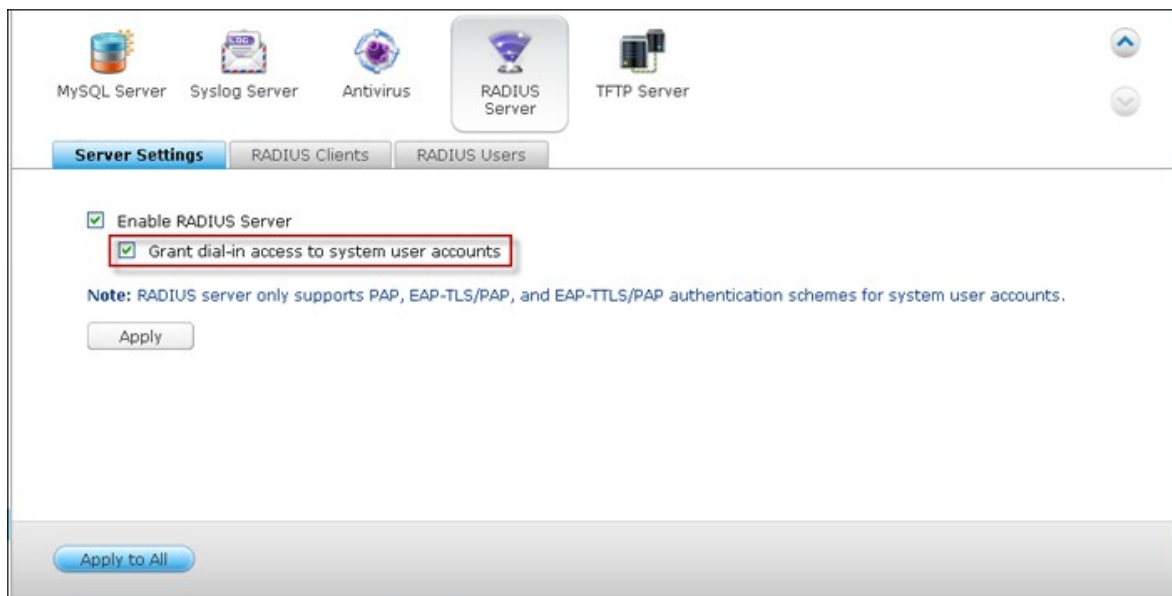 LOG
MySQL Server
Syslog Server
Antivirus
RADIUS
Server
TFTP Server
Server Settings
RADIUS Clients
RADIUS Users
Enable RADIUS Server
Grant dial-in access to system user accounts
Note: RADIUS server only supports PAP, EAP-TLS/PAP, and EAP-TTLS/PAP authentication schemes for system user accounts.
Apply
Apply to All